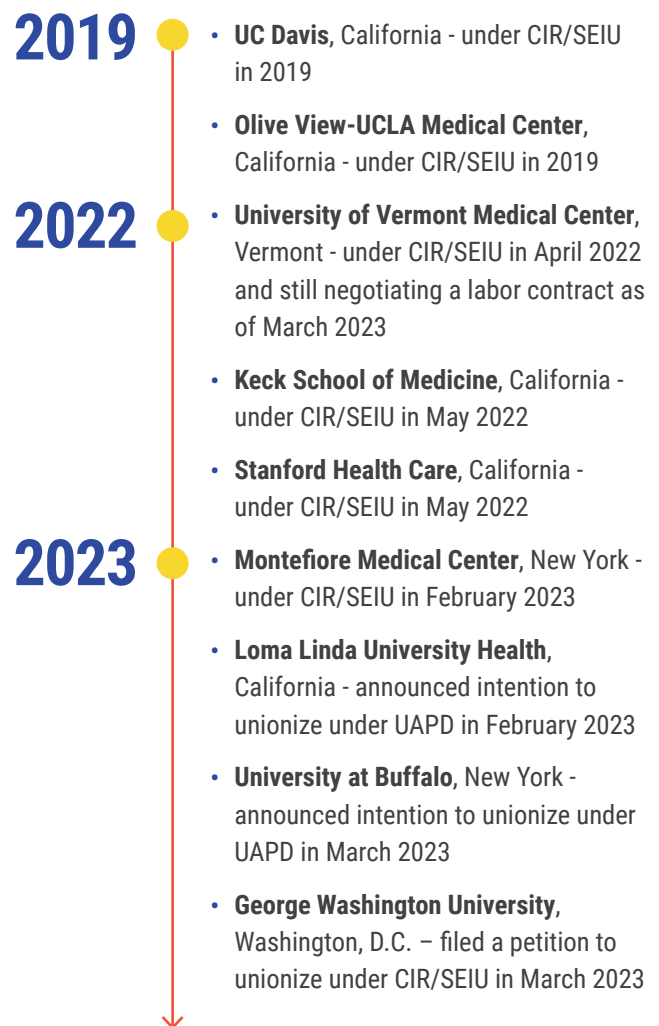 2019
• UC Davis, California - under CIR/SEIU
in 2019
• Olive View-UCLA Medical Center,
California - under CIR/SEIU in 2019
2022
• University of Vermont Medical Center,
Vermont - under CIR/SEIU in April 2022
and still negotiating a labor contract as
of March 2023
• Keck School of Medicine, California -
under CIR/SEIU in May 2022
• Stanford Health Care, California -
under CIR/SEIU in May 2022
2023
• Montefiore Medical Center, New York -
under CIR/SEIU in February 2023
• Loma Linda University Health,
California - announced intention to
unionize under UAPD in February 2023
• University at Buffalo, New York -
announced intention to unionize under
UAPD in March 2023
• George Washington University,
Washington, D.C. – filed a petition to
unionize under CIR/SEIU in March 2023